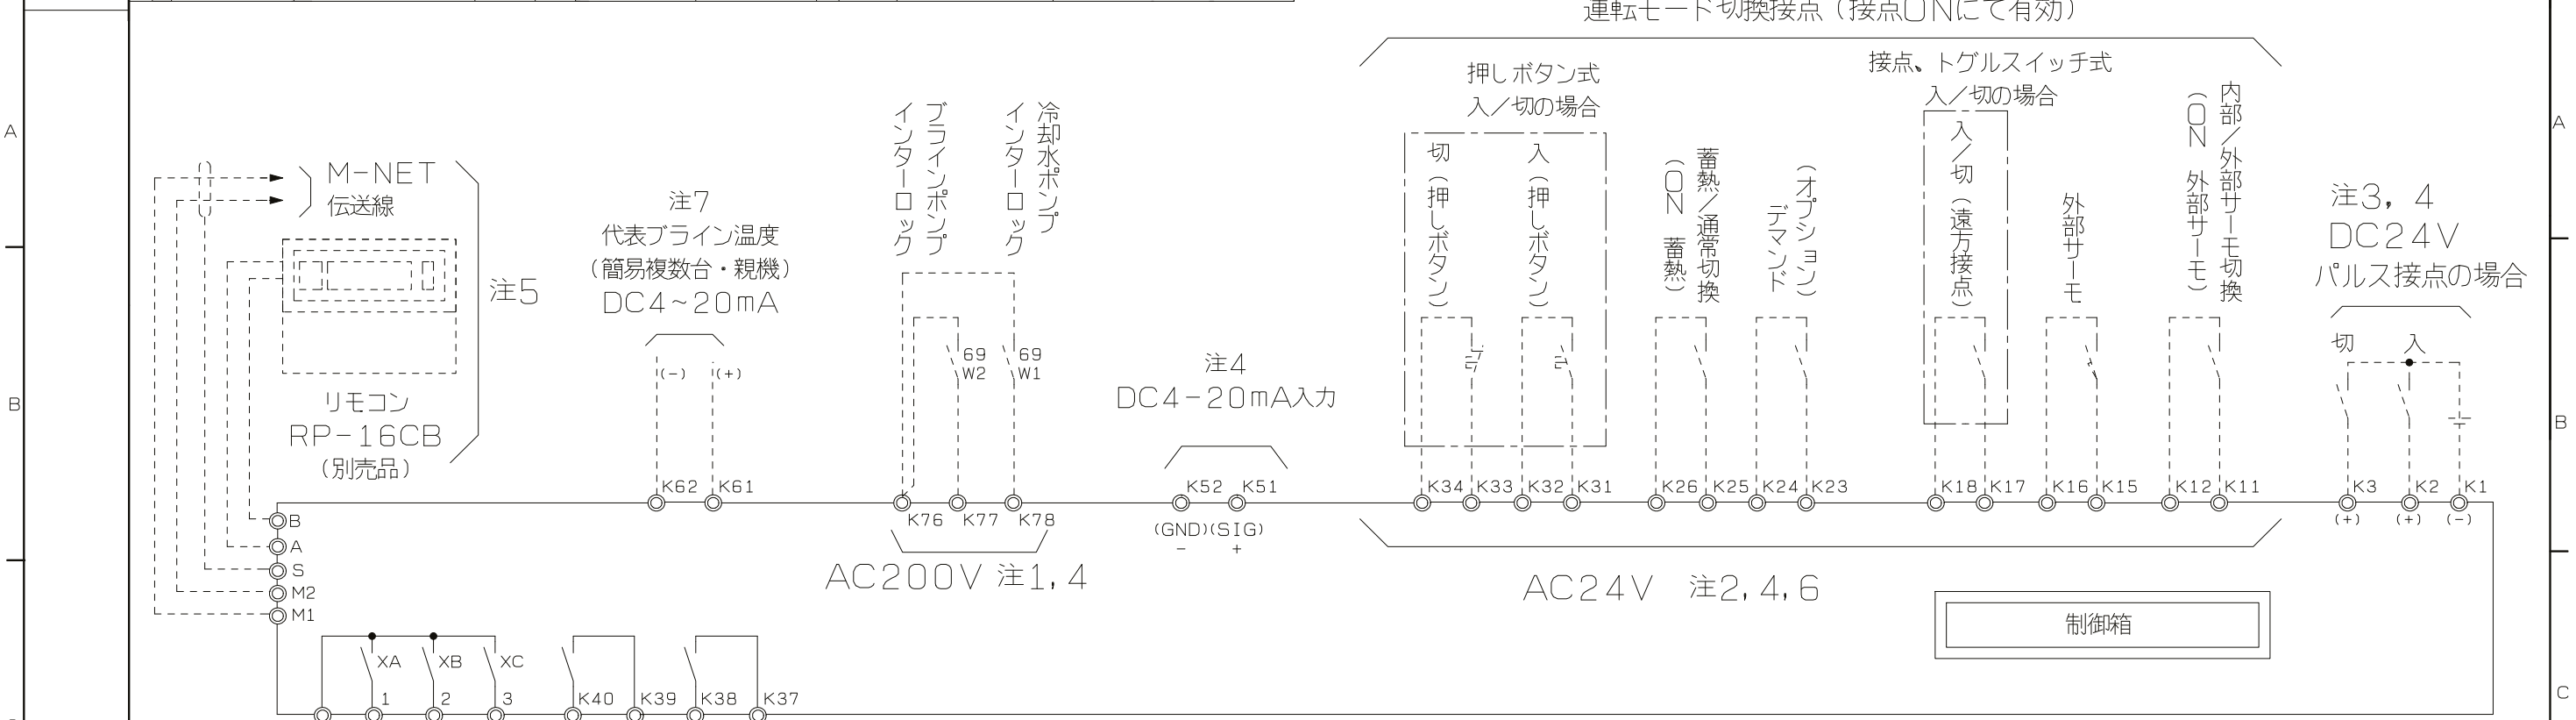 運転モード切換接点（接点ONにて有効）
押しボタン式
入／切の場合
接点、トグルスイッチ式
入／切の場合
A
A
M-NET
伝送線
注7
代表ブライン温度
（簡易複数台・親機）
DC4~20mA
(-)
(+)
ブラインポンプ
インターロック
冷却水ポンプ
インターロック
切（押しボタン）
入（押しボタン）
蓄熱／通常切換
（ON 蓄熱）
（オプション）
デマンド
入／切（遠方接点）
外部サーモ
内部／外部サーモ切換
（ON 外部サーモ）
注3，4
DC24V
パルス接点の場合
切
入
注5
リモコン
RP-16CB
（別売品）
69
W2
69
W1
注4
DC4-20mA入力
B
B
K62
K61
K76
K77
K78
K52
K51
K34
K33
K32
K31
K26
K25
K24
K23
K18
K17
K16
K15
K12
K11
K3
K2
K1
(GND)
(SIG)
-
+
(+)
(+)
(-)
B
A
S
M2
M1
AC200V 注1,4
AC24V 注2,4,6
制御箱
XA
XB
XC
1
2
3
K40
K39
K38
K37
C